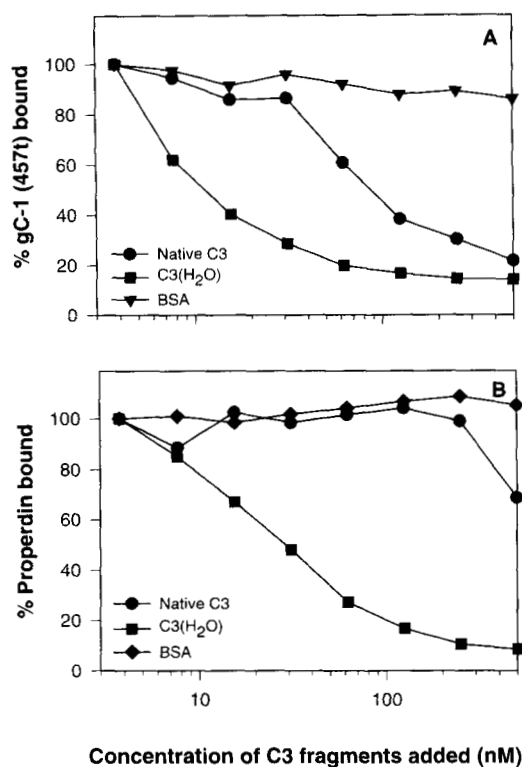 A
100
80
60
40
20
0
% gC-1 (457t) bound
Native C3
C3(H2O)
BSA
B
100
80
60
40
20
0
% Properdin bound
Native C3
C3(H2O)
BSA
10 100
Concentration of C3 fragments added (nM)